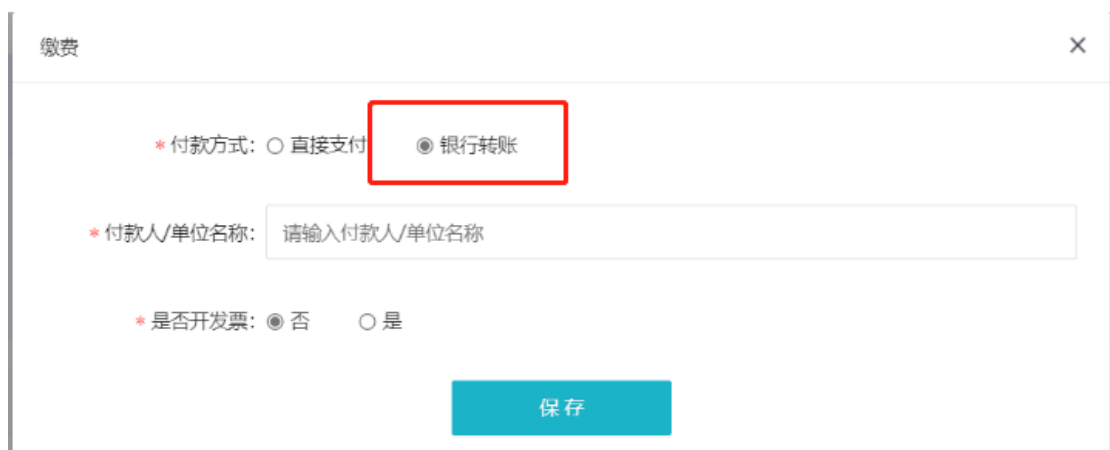 缴费
* 付款方式: 直接支付 银行转账
* 付款人/单位名称: 请输入付款人/单位名称
* 是否开发票: 否 是
保存